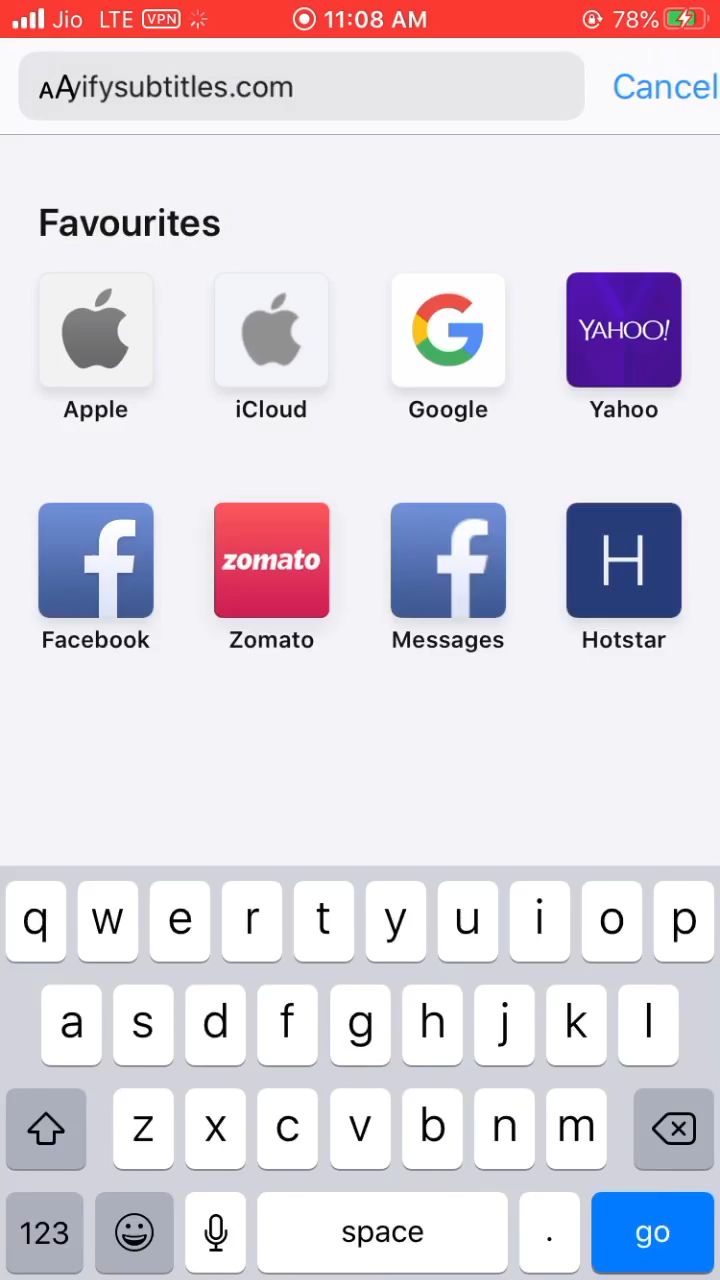 Jio LTE VPN 11:08 AM 78%
AAyifysubtitles.com Cancel
Favourites
Apple iCloud Google Yahoo
YAHOO!
zomato H
Facebook Zomato Messages Hotstar
q w e r t y u i o p
a s d f g h j k l
z x c v b n m
123 space . go